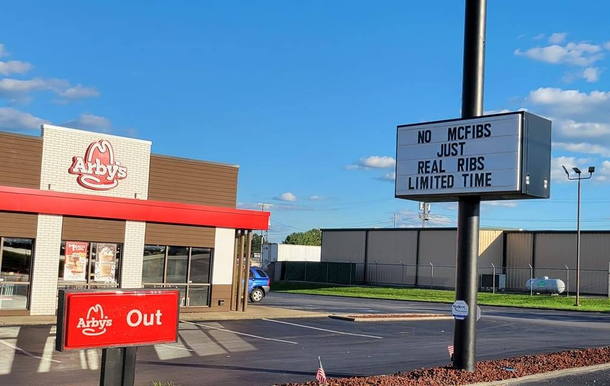 Arby's
NO MCFIBS
JUST
REAL RIBS
LIMITED TIME
Arby's
Out